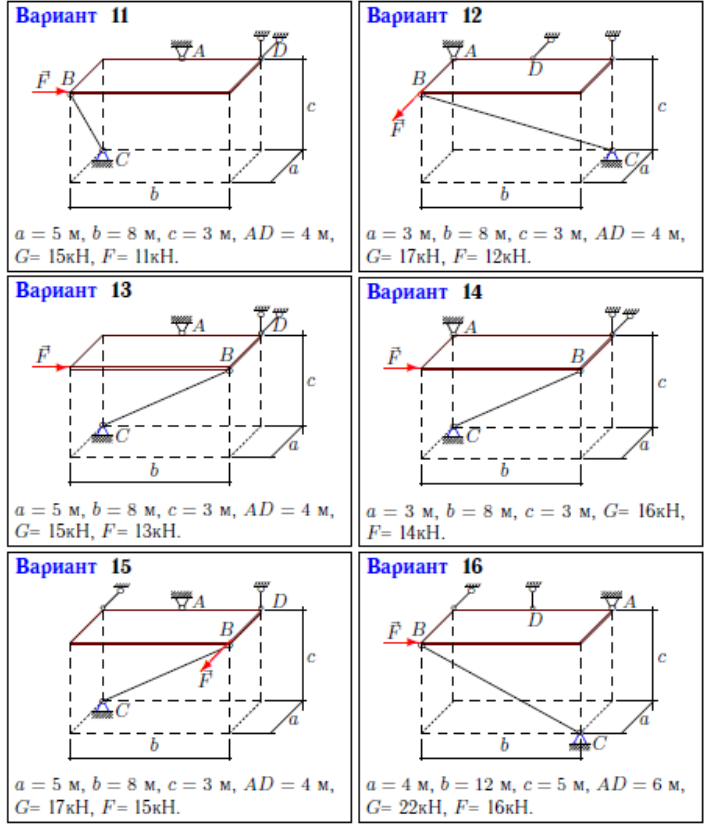 Вариант 11
A
D
F
B
c
C
a
b
a = 5 м, b = 8 м, c = 3 м, AD = 4 м,
G= 15кН, F= 11кН.
Вариант 12
A
D
B
F
c
C
a
b
a = 3 м, b = 8 м, c = 3 м, AD = 4 м,
G= 17кН, F= 12кН.
Вариант 13
A
D
F
B
c
C
a
b
a = 5 м, b = 8 м, c = 3 м, AD = 4 м,
G= 15кН, F= 13кН.
Вариант 14
A
F
B
c
C
a
b
a = 3 м, b = 8 м, c = 3 м, G= 16кН,
F= 14кН.
Вариант 15
A
D
B
F
c
C
a
b
a = 5 м, b = 8 м, c = 3 м, AD = 4 м,
G= 17кН, F= 15кН.
Вариант 16
A
D
F
B
c
a
C
b
a = 4 м, b = 12 м, c = 5 м, AD = 6 м,
G= 22кН, F= 16кН.